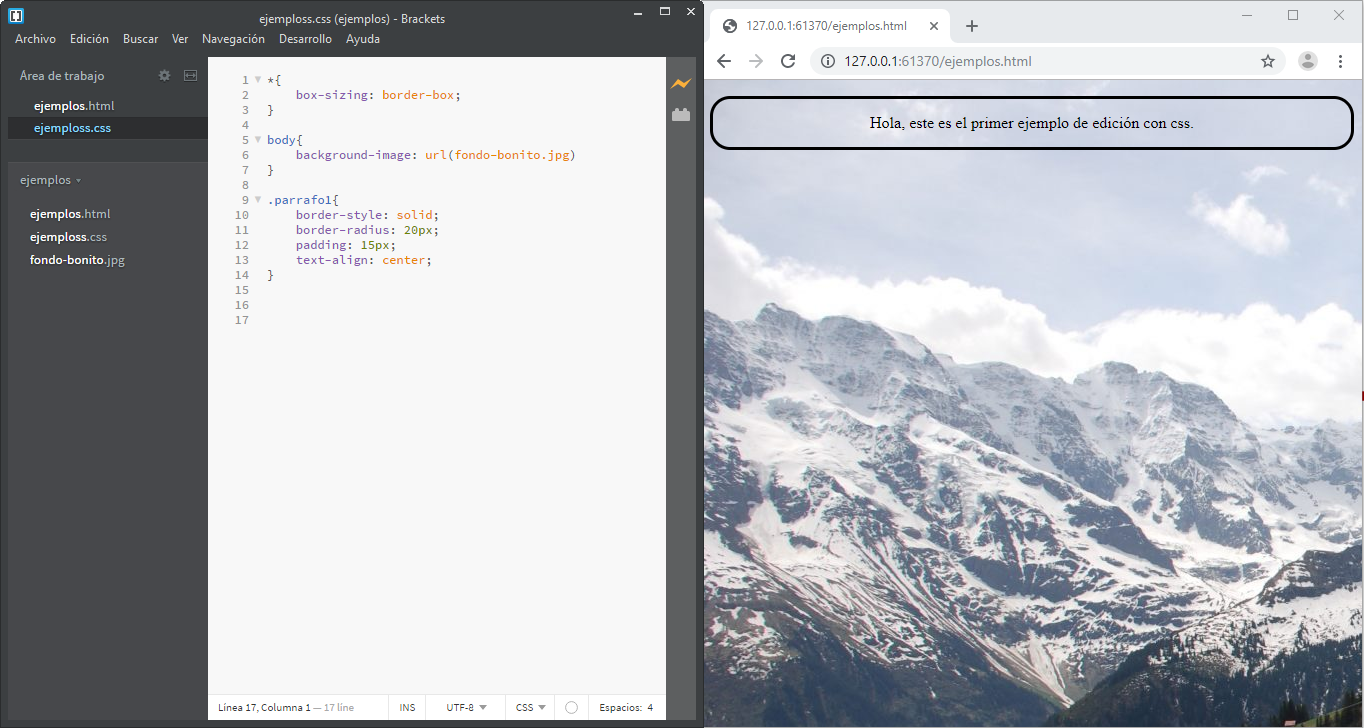 ejemploss.css (ejemplos) - Brackets
Archivo Edición Buscar Ver Navegación Desarrollo Ayuda
Área de trabajo
ejemplos.html
ejemploss.css
ejemplos
ejemplos.html
ejemploss.css
fondo-bonito.jpg
1 *{
2 box-sizing: border-box;
3 }
4
5 body{
6 background-image: url(fondo-bonito.jpg)
7 }
8
9 .parrafo1{
10 border-style: solid;
11 border-radius: 20px;
12 padding: 15px;
13 text-align: center;
14 }
15
16
17
Línea 17, Columna 1 — 17 líne INS UTF-8 CSS Espacios: 4
127.0.0.1:61370/ejemplos.html
127.0.0.1:61370/ejemplos.html
Hola, este es el primer ejemplo de edición con css.